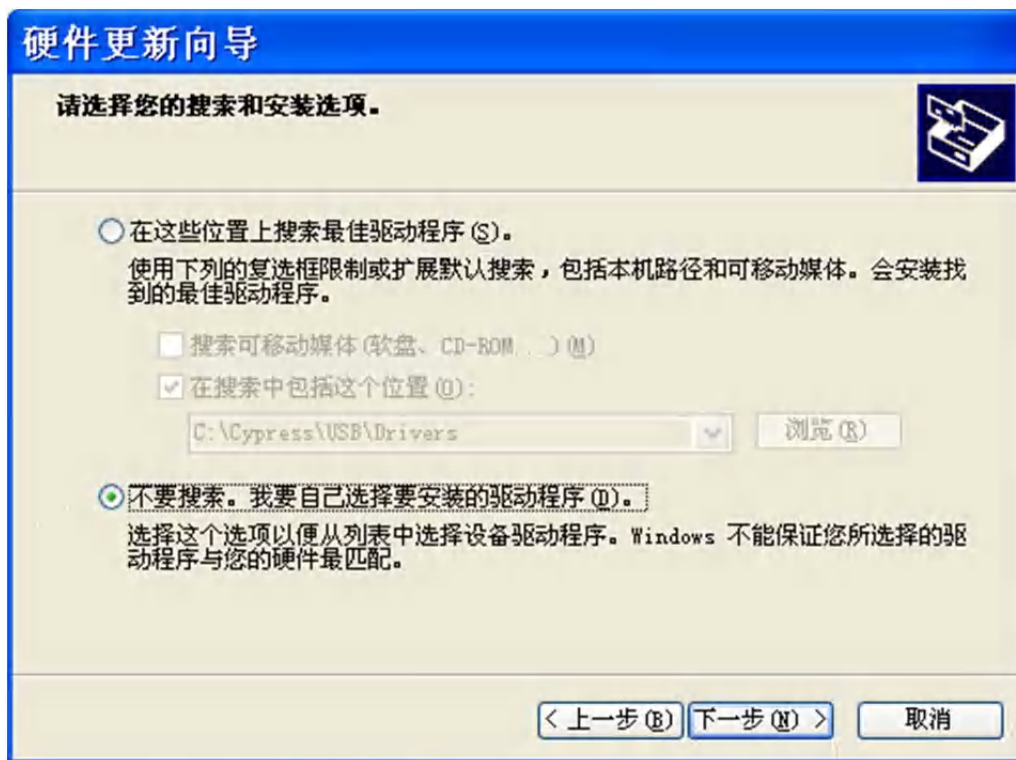 硬件更新向导
请选择您的搜索和安装选项。
在这些位置上搜索最佳驱动程序(S)。
使用下列的复选框限制或扩展默认搜索，包括本机路径和可移动媒体。会安装找
到的最佳驱动程序。
搜索可移动媒体(软盘、CD-ROM...)(M)
在搜索中包括这个位置(O):
C:\Cypress\USB\Drivers
浏览(R)
不要搜索。我要自己选择要安装的驱动程序(D)。
选择这个选项以便从列表中选择设备驱动程序。Windows 不能保证您所选择的驱
动程序与您的硬件最匹配。
< 上一步(B) 下一步(N) > 取消